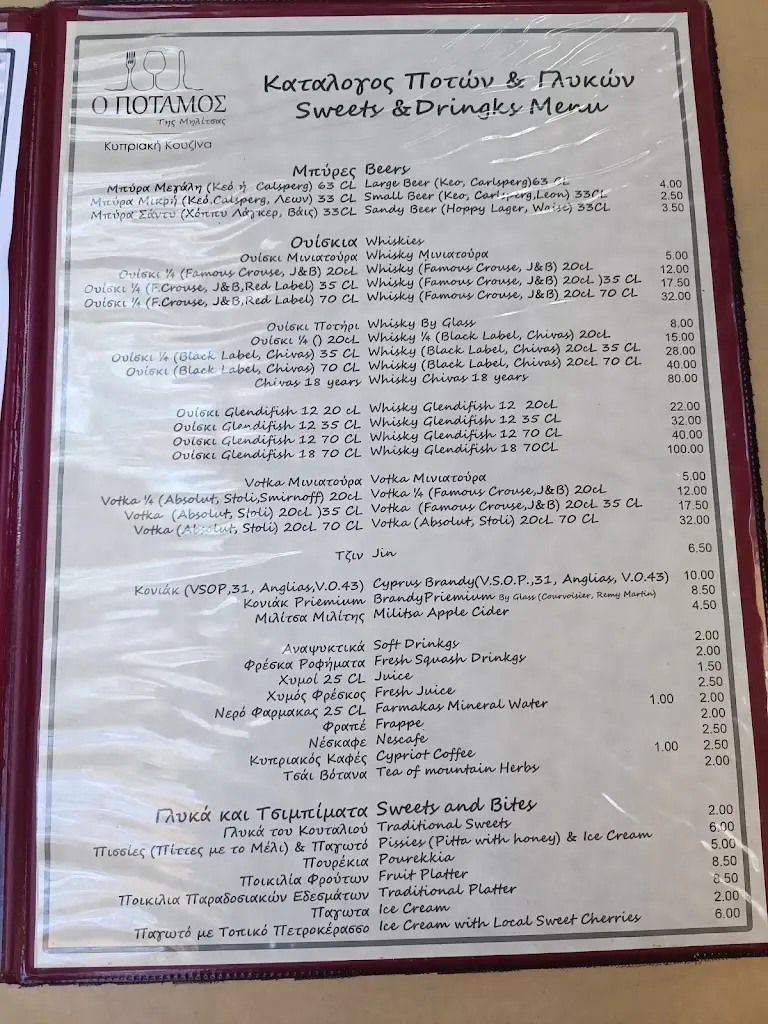 Ο ΠΟΤΑΜΟΣ
Της Μηλίτσας
Κυπριακή Κουζίνα
Καταλογος Ποτών & Γλυκών
Sweets & Dringks Menu
Μπύρες Beers
Μπύρα Μεγάλη (Κεό ή Calsperg) 63 CL Large Beer (Keo, Carlsperg)63 CL 4.00
Μπύρα Μικρή (Κεό,Calsperg, Λεων) 33 CL Small Beer (Keo, Carlsperg,Leon) 33CL 2.50
Μπύρα Σάντυ (Χόππυ Λάγκερ, Βάις) 33CL Sandy Beer (Hoppy Lager, Waise) 33CL 3.50
Ουίσκια Whiskies
Ουίσκι Μινιατούρα Whisky Μινιατούρα 5.00
Ουίσκι ¼ (Famous Crouse, J&B) 20cL Whisky (Famous Crouse, J&B) 20cL 12.00
Ουίσκι ¼ (F.Crouse, J&B,Red Label) 35 CL Whisky (Famous Crouse, J&B) 20cL )35 CL 17.50
Ουίσκι ¼ (F.Crouse, J&B,Red Label) 70 CL Whisky (Famous Crouse, J&B) 20cL 70 CL 32.00
Ουίσκι Ποτήρι Whisky By Glass 8.00
Ουίσκι ¼ () 20cL Whisky ¼ (Black Label, Chivas) 20cL 15.00
Ουίσκι ¼ (Black Label, Chivas) 35 CL Whisky (Black Label, Chivas) 20cL 35 CL 28.00
Ουίσκι (Black Label, Chivas) 70 CL Whisky (Black Label, Chivas) 20cL 70 CL 40.00
Chivas 18 years Whisky Chivas 18 years 80.00
Ουίσκι Glendifish 12 20 cL Whisky Glendifish 12 20cL 22.00
Ουίσκι Glendifish 12 35 CL Whisky Glendifish 12 35 CL 32.00
Ουίσκι Glendifish 12 70 CL Whisky Glendifish 12 70 CL 40.00
Ουίσκι Glendifish 18 70 CL Whisky Glendifish 18 70CL 100.00
Votka Μινιατούρα Votka Μινιατούρα 5.00
Votka ¼ (Absolut, Stoli,Smirnoff) 20cL Votka ¼ (Famous Crouse,J&B) 20cL 12.00
Votka (Absolut, Stoli) 20cL )35 CL Votka (Famous Crouse,J&B) 20cL 35 CL 17.50
Votka (Absolut, Stoli) 20cL 70 CL Votka (Absolut, Stoli) 20cL 70 CL 32.00
Τζιν Jin 6.50
Κονιάκ (VSOP,31, Anglias,V.O.43) Cyprus Brandy(V.S.O.P.,31, Anglias, V.O.43) 10.00
Κονιάκ Priemium BrandyPriemium By Glass (Courvoisier, Remy Martin) 8.50
Μιλίτσα Μιλίτης Militsa Apple Cider 4.50
Αναψυκτικά Soft Drinkgs 2.00
Φρέσκα Ροφήματα Fresh Squash Drinkgs 2.00
Χυμοί 25 CL Juice 1.50
Χυμός Φρέσκος Fresh Juice 2.50
Νερό Φαρμακας 25 CL Farmakas Mineral Water 1.00 2.00
Φραπέ Frappe 2.00
Νέσκαφε Nescafe 2.50
Κυπριακός Καφές Cypriot Coffee 1.00 2.50
Τσάι Βότανα Tea of mountain Herbs 2.00
Γλυκά και Τσιμπίματα Sweets and Bites
Γλυκά του Κουταλιού Traditional Sweets 2.00
Πισσίες (Πίττες με το Μέλι) & Παγωτό Pissies (Pitta with honey) & Ice Cream 6.00
Πουρέκια Pourekkia 5.00
Ποικιλία Φρούτων Fruit Platter 8.50
Ποικιλια Παραδοσιακών Εδεσμάτων Traditional Platter 8.50
Παγωτα Ice Cream 2.00
Παγωτό με Τοπικό Πετροκέρασσο Ice Cream with Local Sweet Cherries 6.00